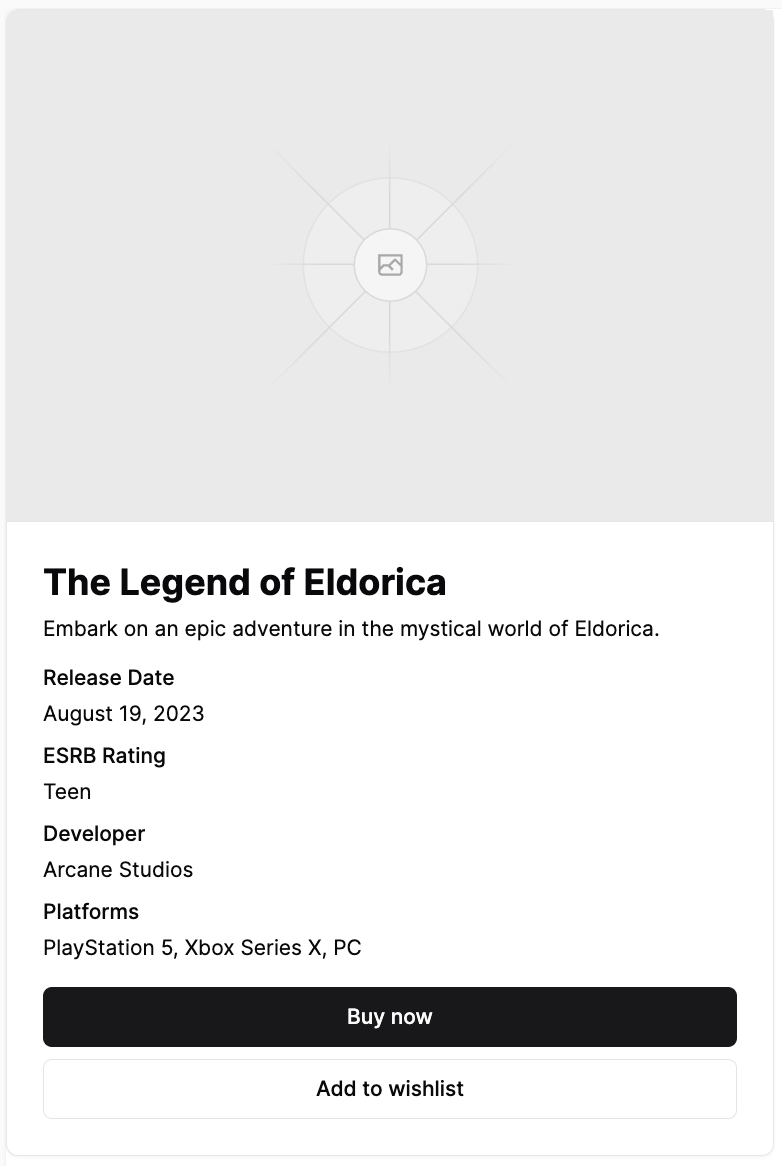 The Legend of Eldorica
Embark on an epic adventure in the mystical world of Eldorica.
Release Date
August 19, 2023
ESRB Rating
Teen
Developer
Arcane Studios
Platforms
PlayStation 5, Xbox Series X, PC
Buy now
Add to wishlist